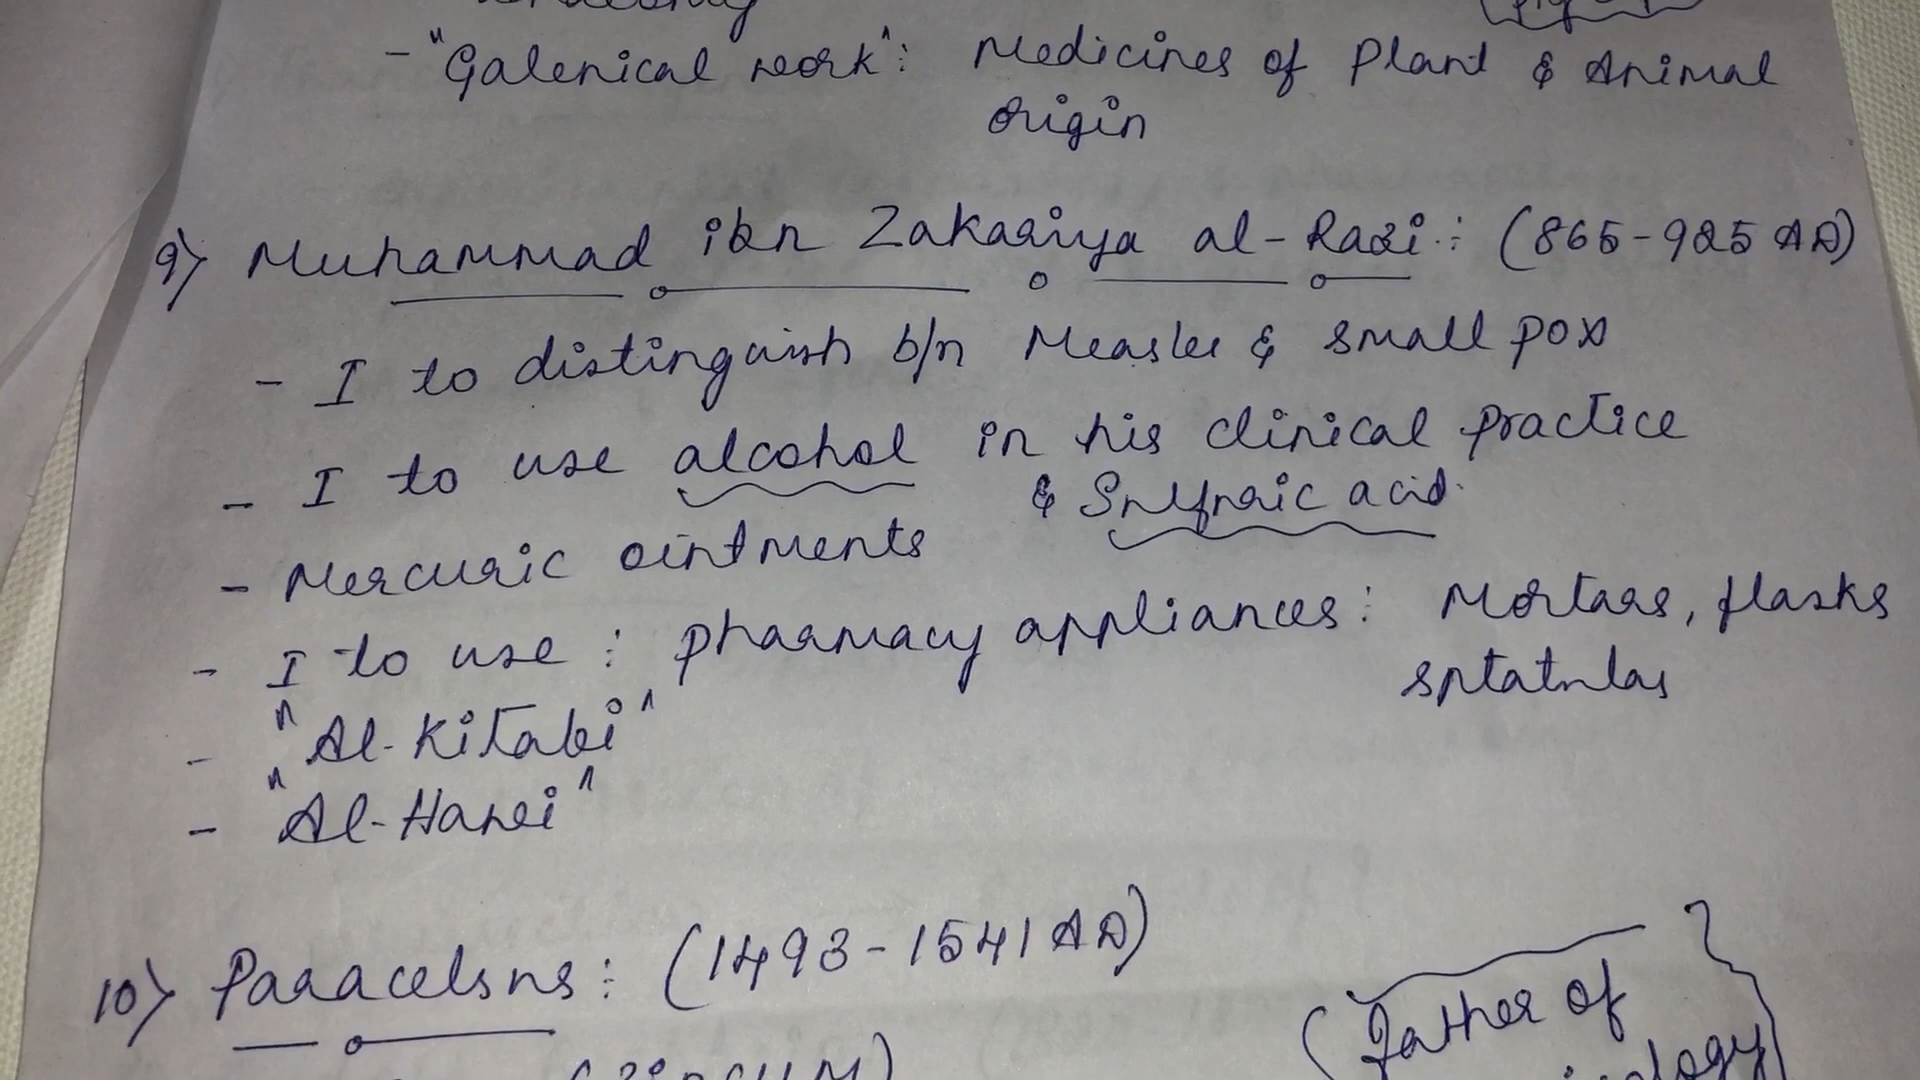 - "Galenical work": Medicines of Plant & Animal
Origin
9) Muhammad ibn Zakariya al-Razi: (865-925 AD)
- I to distinguish b/n Measles & small pox
- I to use alcohol in his clinical practice
& Sulfuric acid.
- Mercuric ointments
- I to use : pharmacy appliances: Mortars, flasks
sptatulas
- "Al-Kitabi"
- "Al-Hawi"
10) Paracelsus: (1493-1541 AD)
(Father of